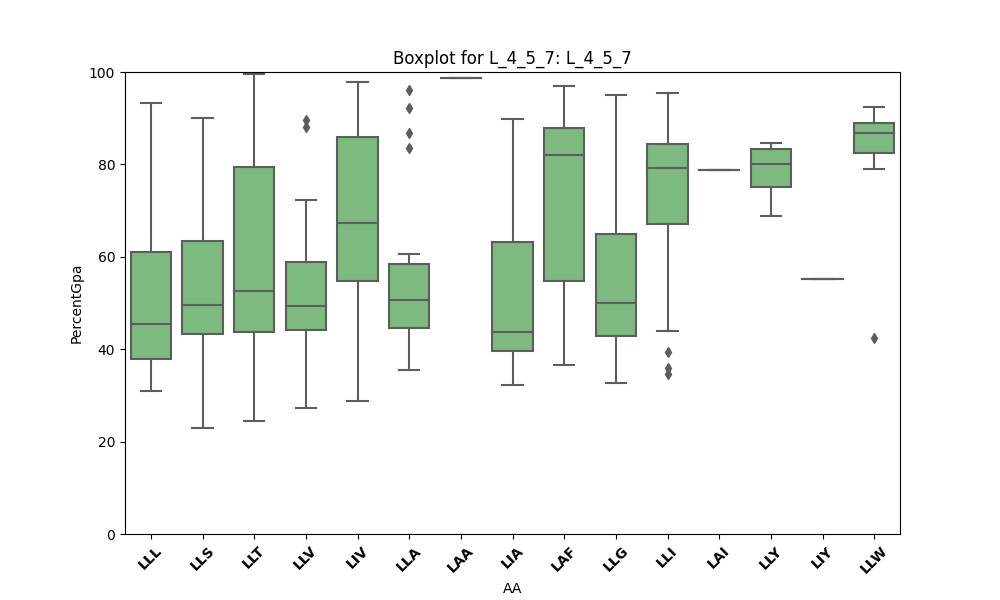 Boxplot for L_4_5_7: L_4_5_7
100
80
60
40
20
0
PercentGpa
LLL
LLS
LLT
LLV
LIV
LLA
LAA
LIA
LAF
LLG
LLI
LAI
LLY
LIY
LLW
AA